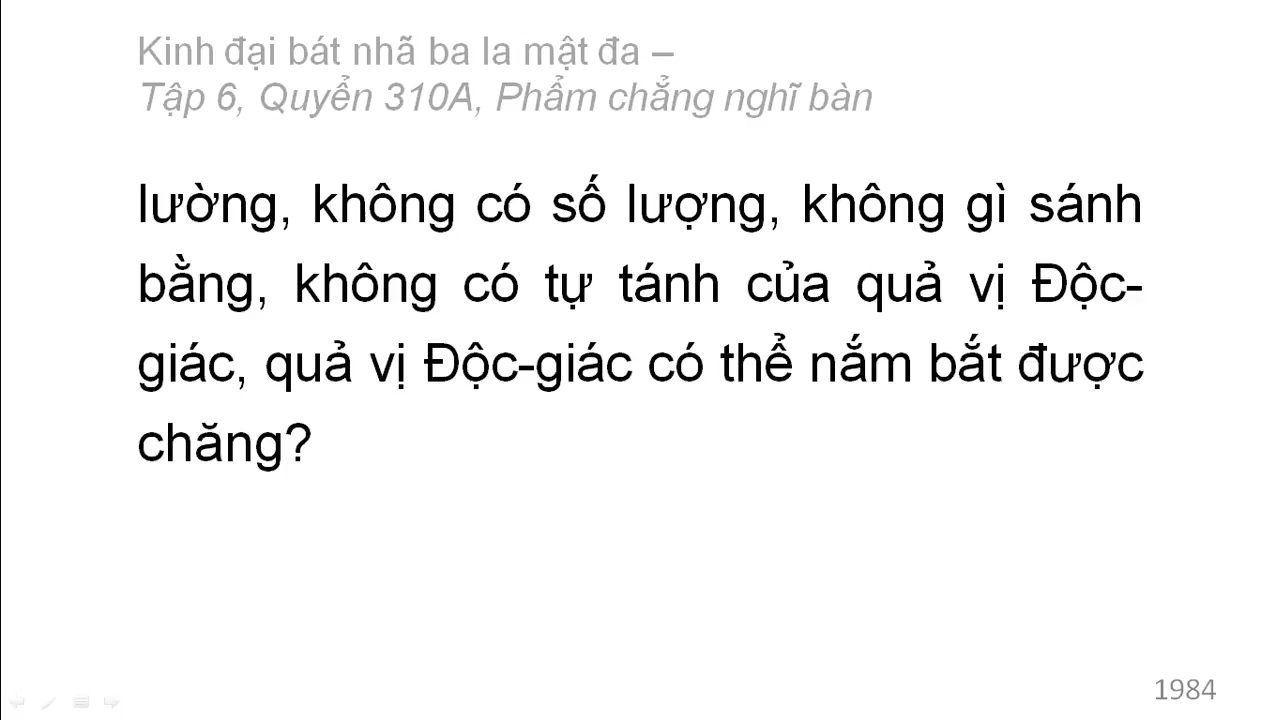 Kinh đại bát nhã ba la mật đa –
Tập 6, Quyển 310A, Phẩm chẳng nghĩ bàn
lường, không có số lượng, không gì sánh
bằng, không có tự tánh của quả vị Độc-
giác, quả vị Độc-giác có thể nắm bắt được
chăng?
1984